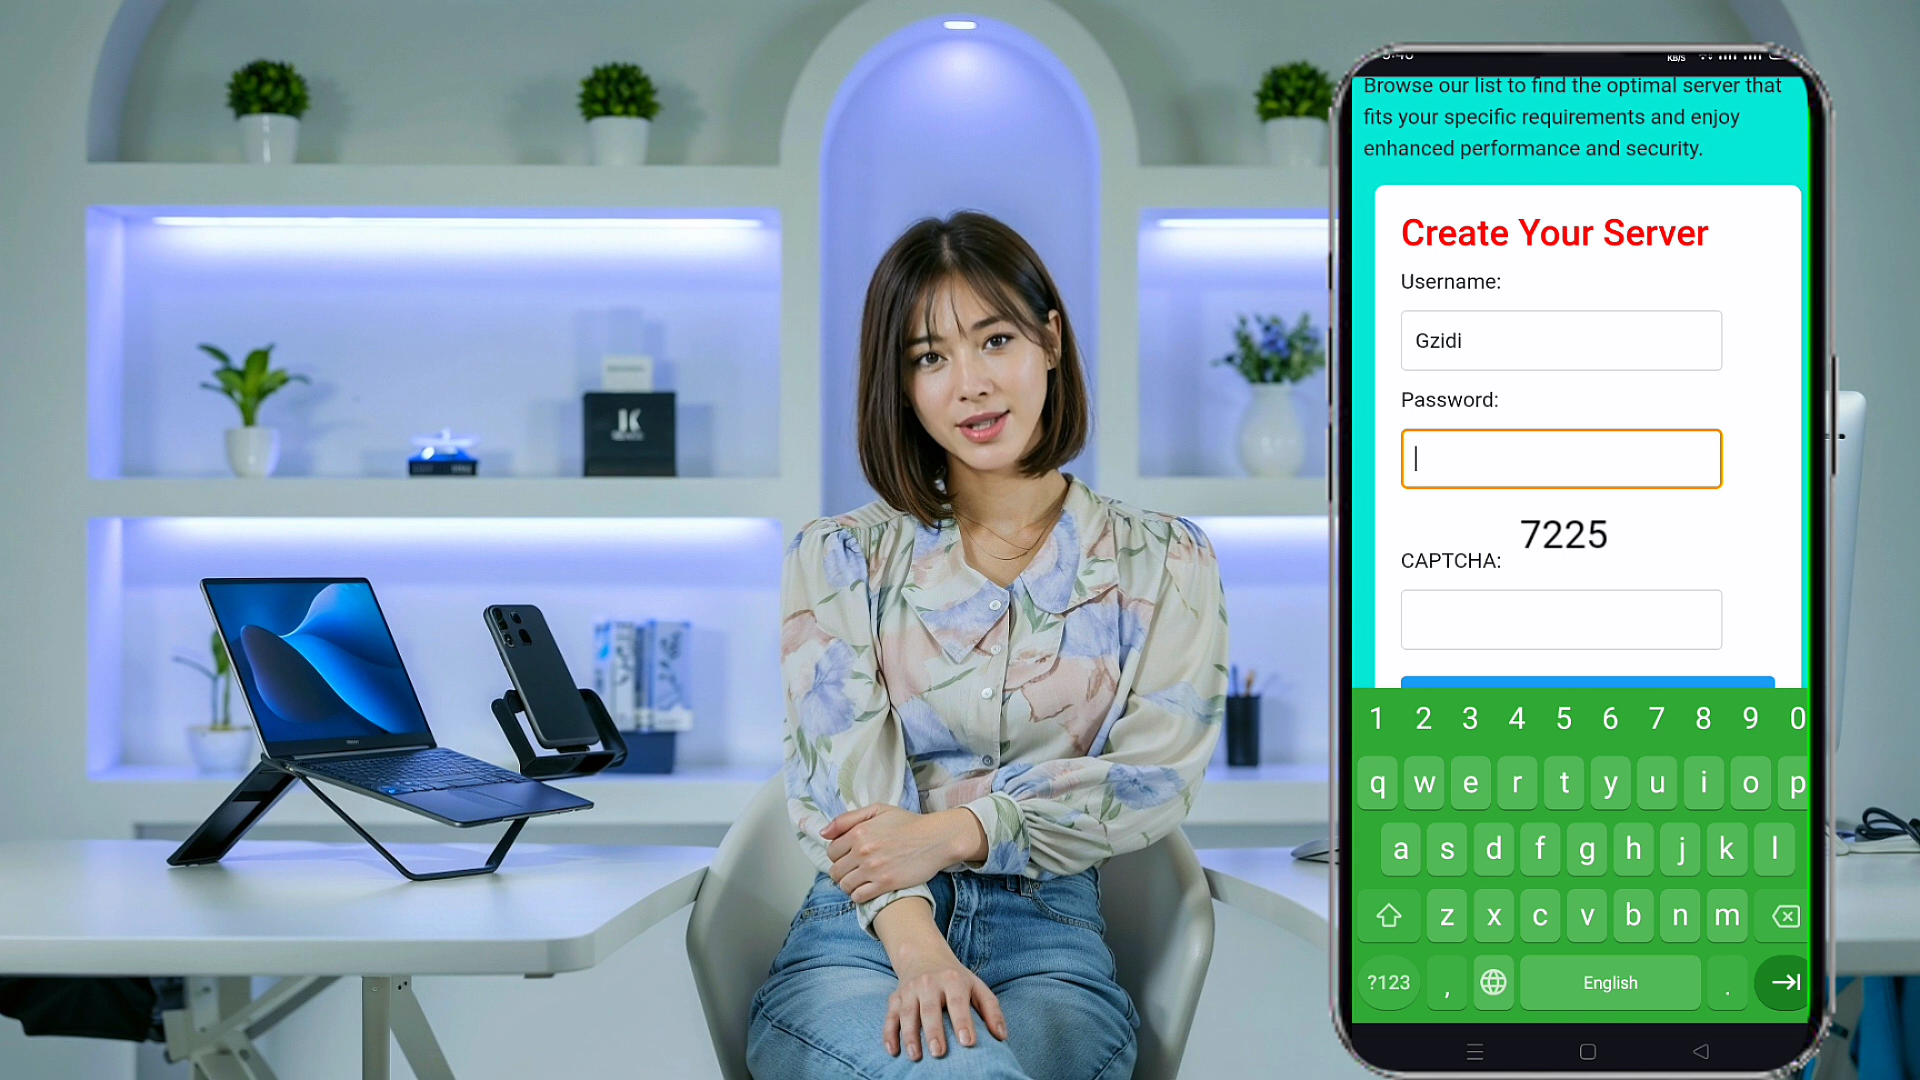 KB/S
Browse our list to find the optimal server that
fits your specific requirements and enjoy
enhanced performance and security.
Create Your Server
Username:
Gzidi
Password:
7225
CAPTCHA:
1 2 3 4 5 6 7 8 9 0
q w e r t y u i o p
a s d f g h j k l
z x c v b n m
?123 , English .